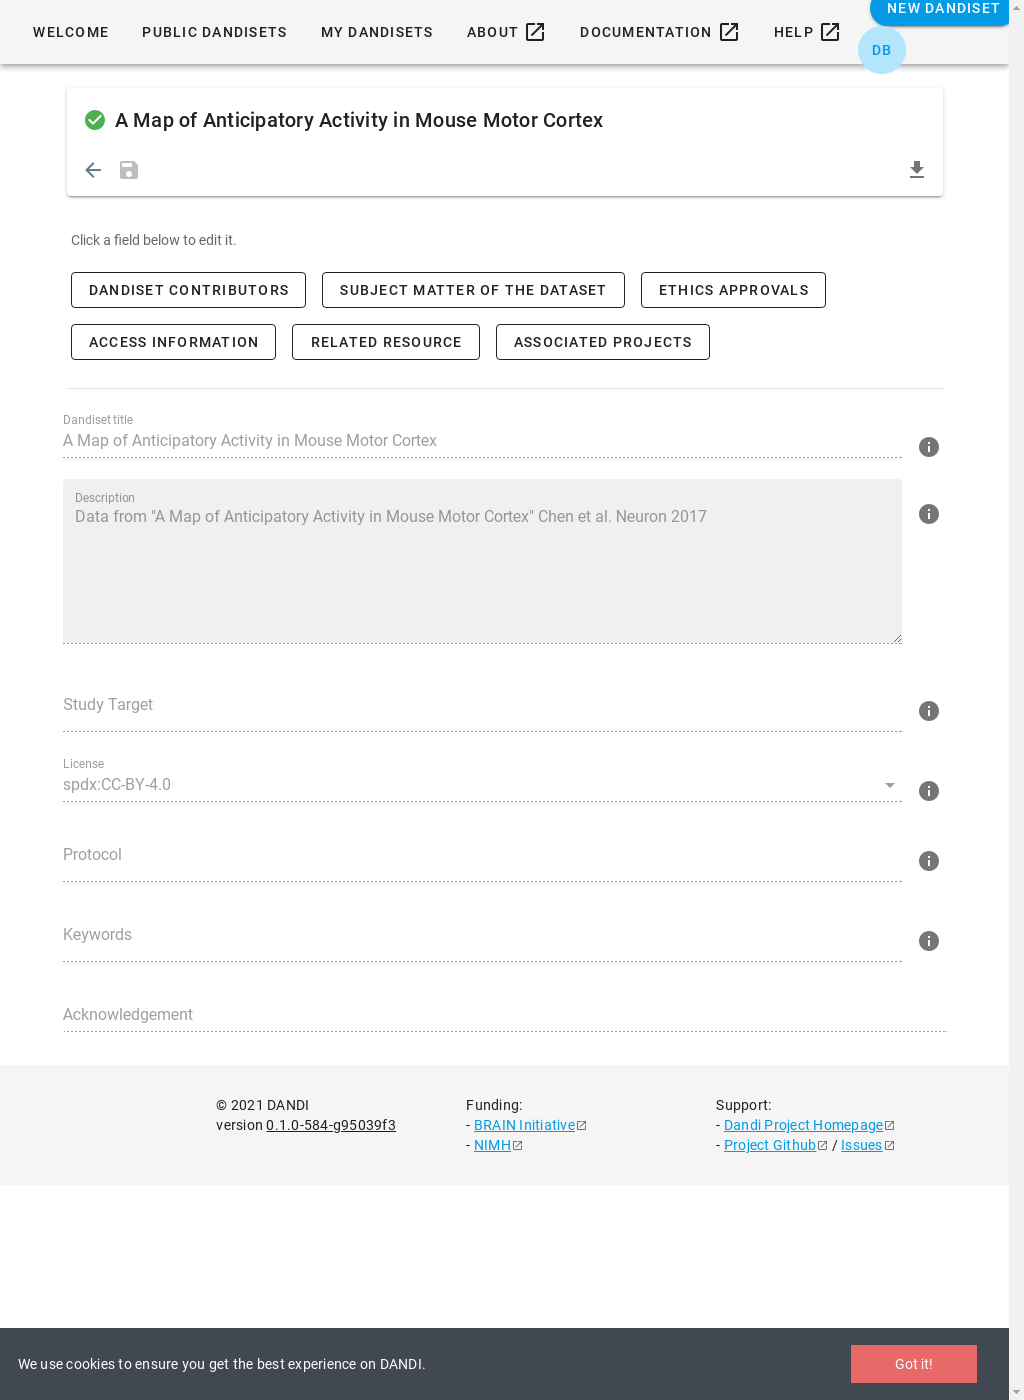 WELCOME PUBLIC DANDISETS MY DANDISETS ABOUT DOCUMENTATION HELP NEW DANDISET
DB
A Map of Anticipatory Activity in Mouse Motor Cortex
Click a field below to edit it.
DANDISET CONTRIBUTORS SUBJECT MATTER OF THE DATASET ETHICS APPROVALS
ACCESS INFORMATION RELATED RESOURCE ASSOCIATED PROJECTS
Dandiset title
A Map of Anticipatory Activity in Mouse Motor Cortex
Description
Data from "A Map of Anticipatory Activity in Mouse Motor Cortex" Chen et al. Neuron 2017
Study Target
License
spdx:CC-BY-4.0
Protocol
Keywords
Acknowledgement
© 2021 DANDI
version 0.1.0-584-g95039f3
Funding:
- BRAIN Initiative
- NIMH
Support:
- Dandi Project Homepage
- Project Github / Issues
We use cookies to ensure you get the best experience on DANDI.
Got it!